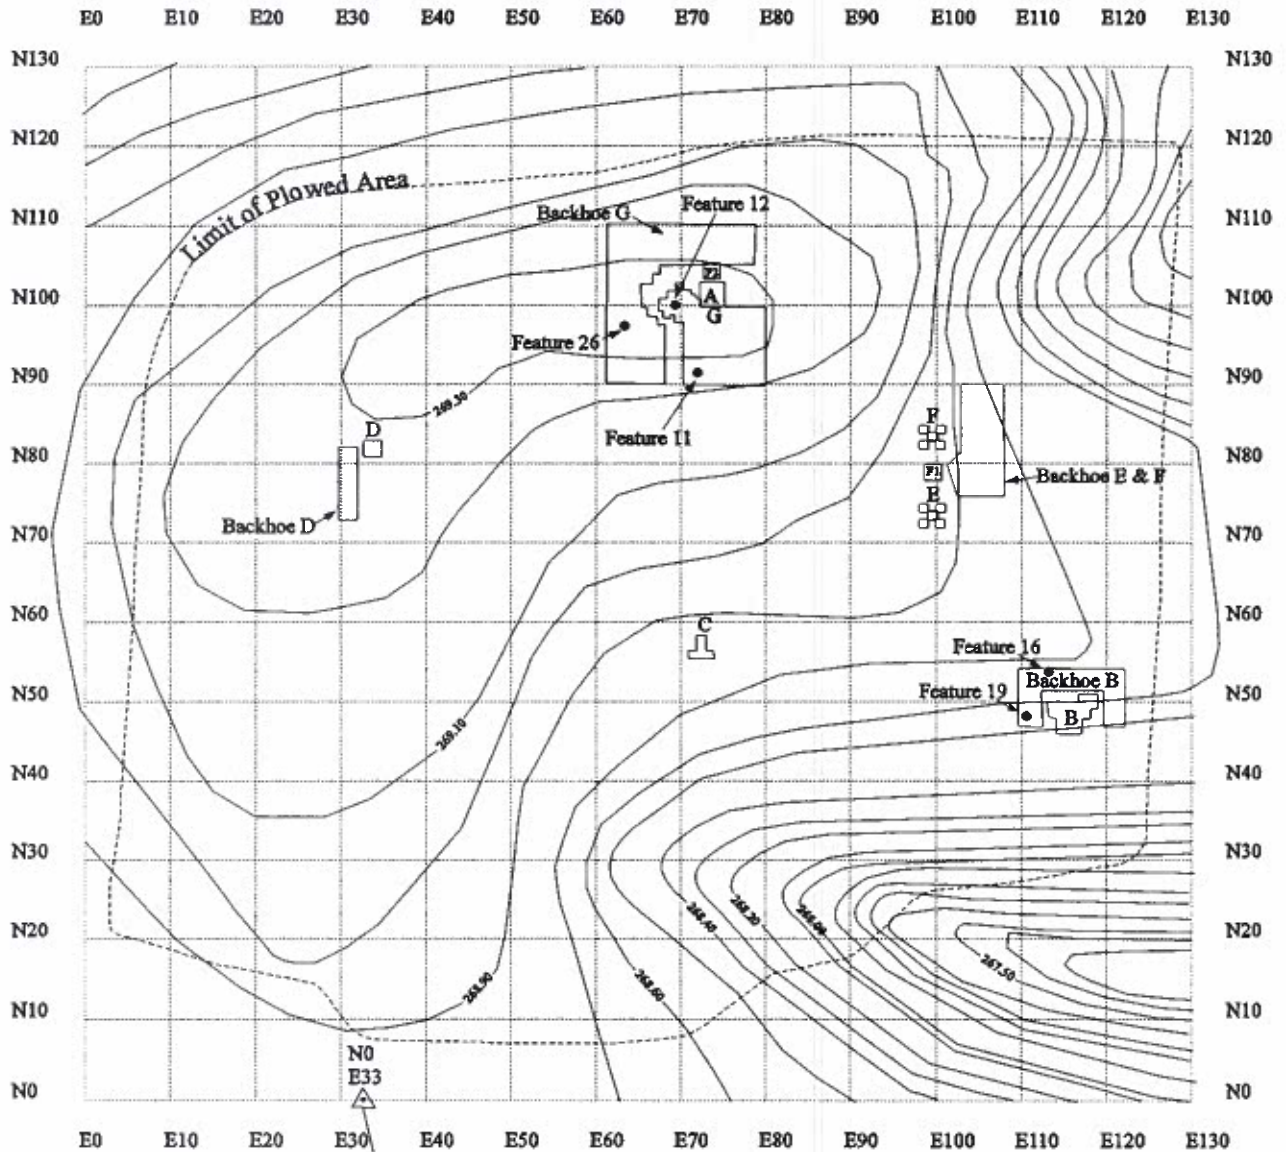 E0 E10 E20 E30 E40 E50 E60 E70 E80 E90 E100 E110 E120 E130
N130 N130
N120 N120
Limit of Plowed Area
Feature 12
Backhoe G
N110 N110
F2
A
N100 N100
G
Feature 26
N90 N90
269.30
F
D
Feature 11
N80 N80
F1
Backhoe E & F
E
Backhoe D
N70 N70
N60 N60
C
Feature 16
Backhoe B
Feature 19
N50 N50
B
269.10
N40 N40
N30 N30
268.40
268.20
268.00
N20 N20
267.50
268.90
268.60
N10 N10
N0
E33
N0 N0
E0 E10 E20 E30 E40 E50 E60 E70 E80 E90 E100 E110 E120 E130